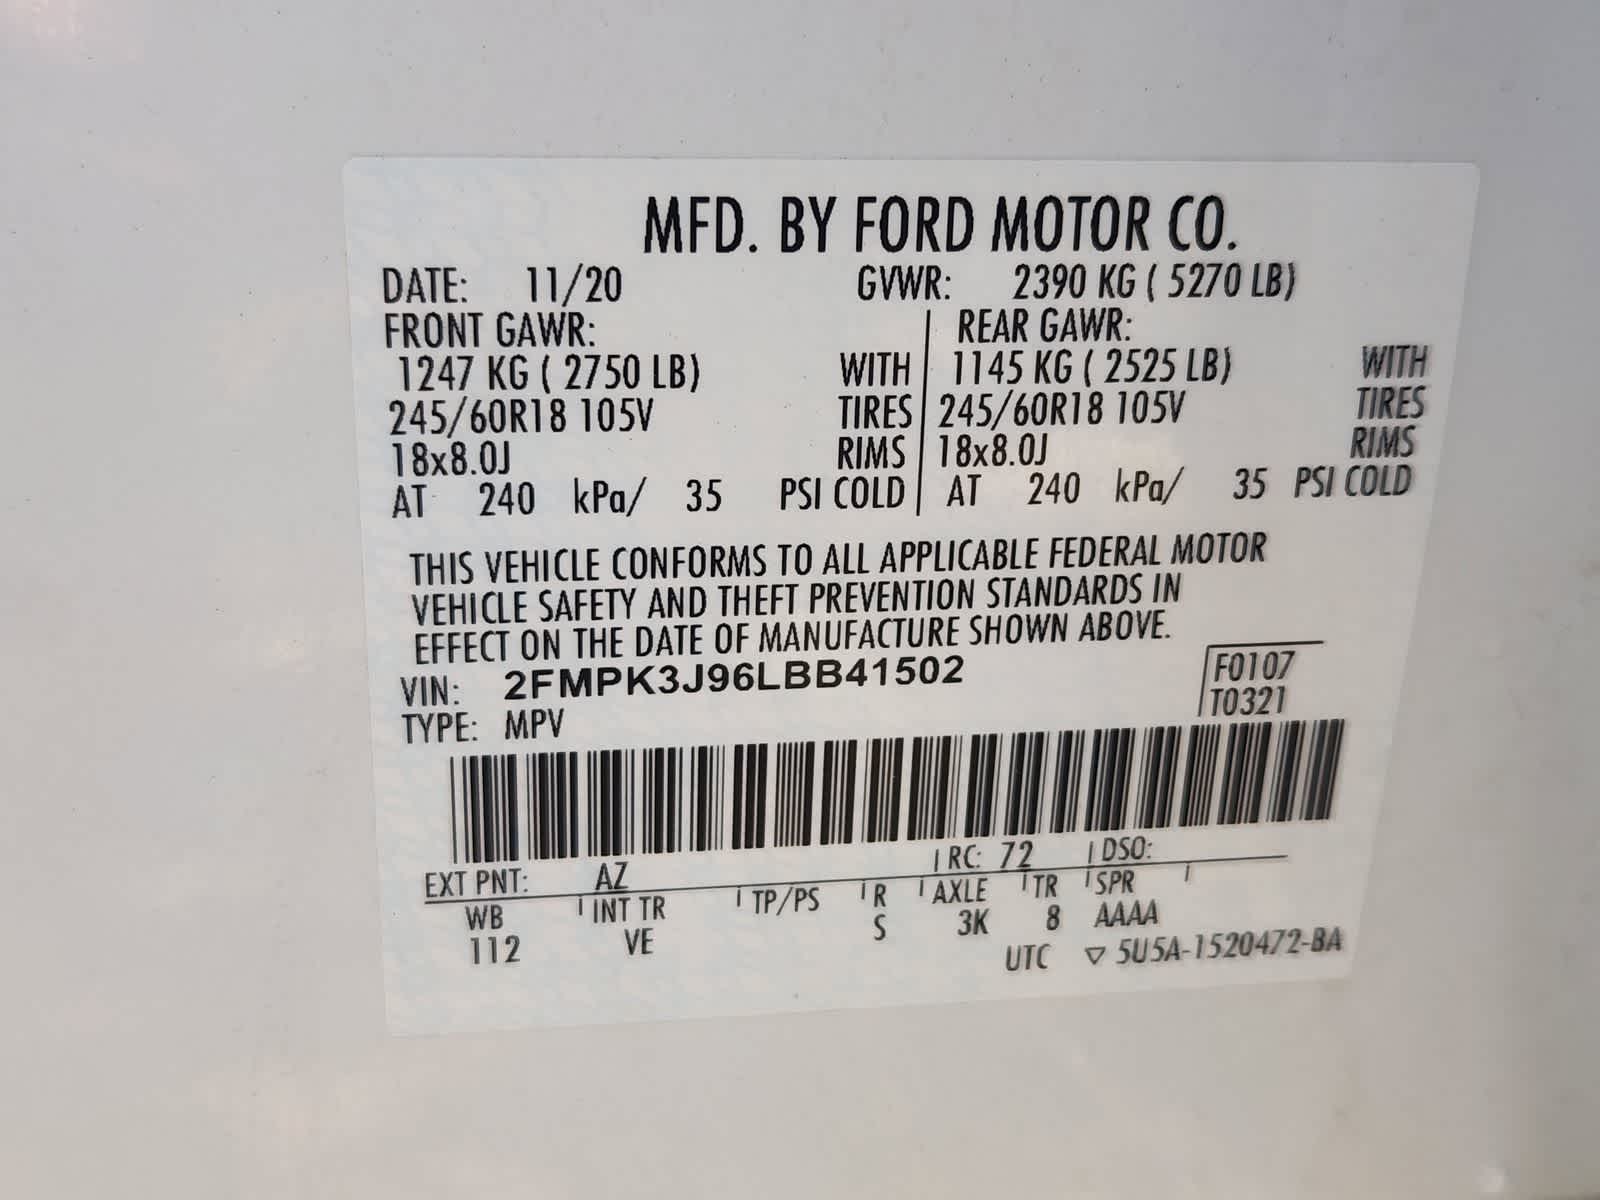 MFD. BY FORD MOTOR CO.
DATE: 11/20 GVWR: 2390 KG ( 5270 LB)
FRONT GAWR: REAR GAWR:
1247 KG ( 2750 LB) WITH 1145 KG ( 2525 LB) WITH
245/60R18 105V TIRES 245/60R18 105V TIRES
18x8.0J RIMS 18x8.0J RIMS
AT 240 kPa/ 35 PSI COLD AT 240 kPa/ 35 PSI COLD
THIS VEHICLE CONFORMS TO ALL APPLICABLE FEDERAL MOTOR
VEHICLE SAFETY AND THEFT PREVENTION STANDARDS IN
EFFECT ON THE DATE OF MANUFACTURE SHOWN ABOVE.
VIN: 2FMPK3J96LBB41502 F0107
TYPE: MPV T0321
EXT PNT: AZ RC: 72 DSO:
WB INT TR TP/PS R AXLE TR SPR
112 VE S 3K 8 AAAA
UTC ▽ 5U5A-1520472-BA